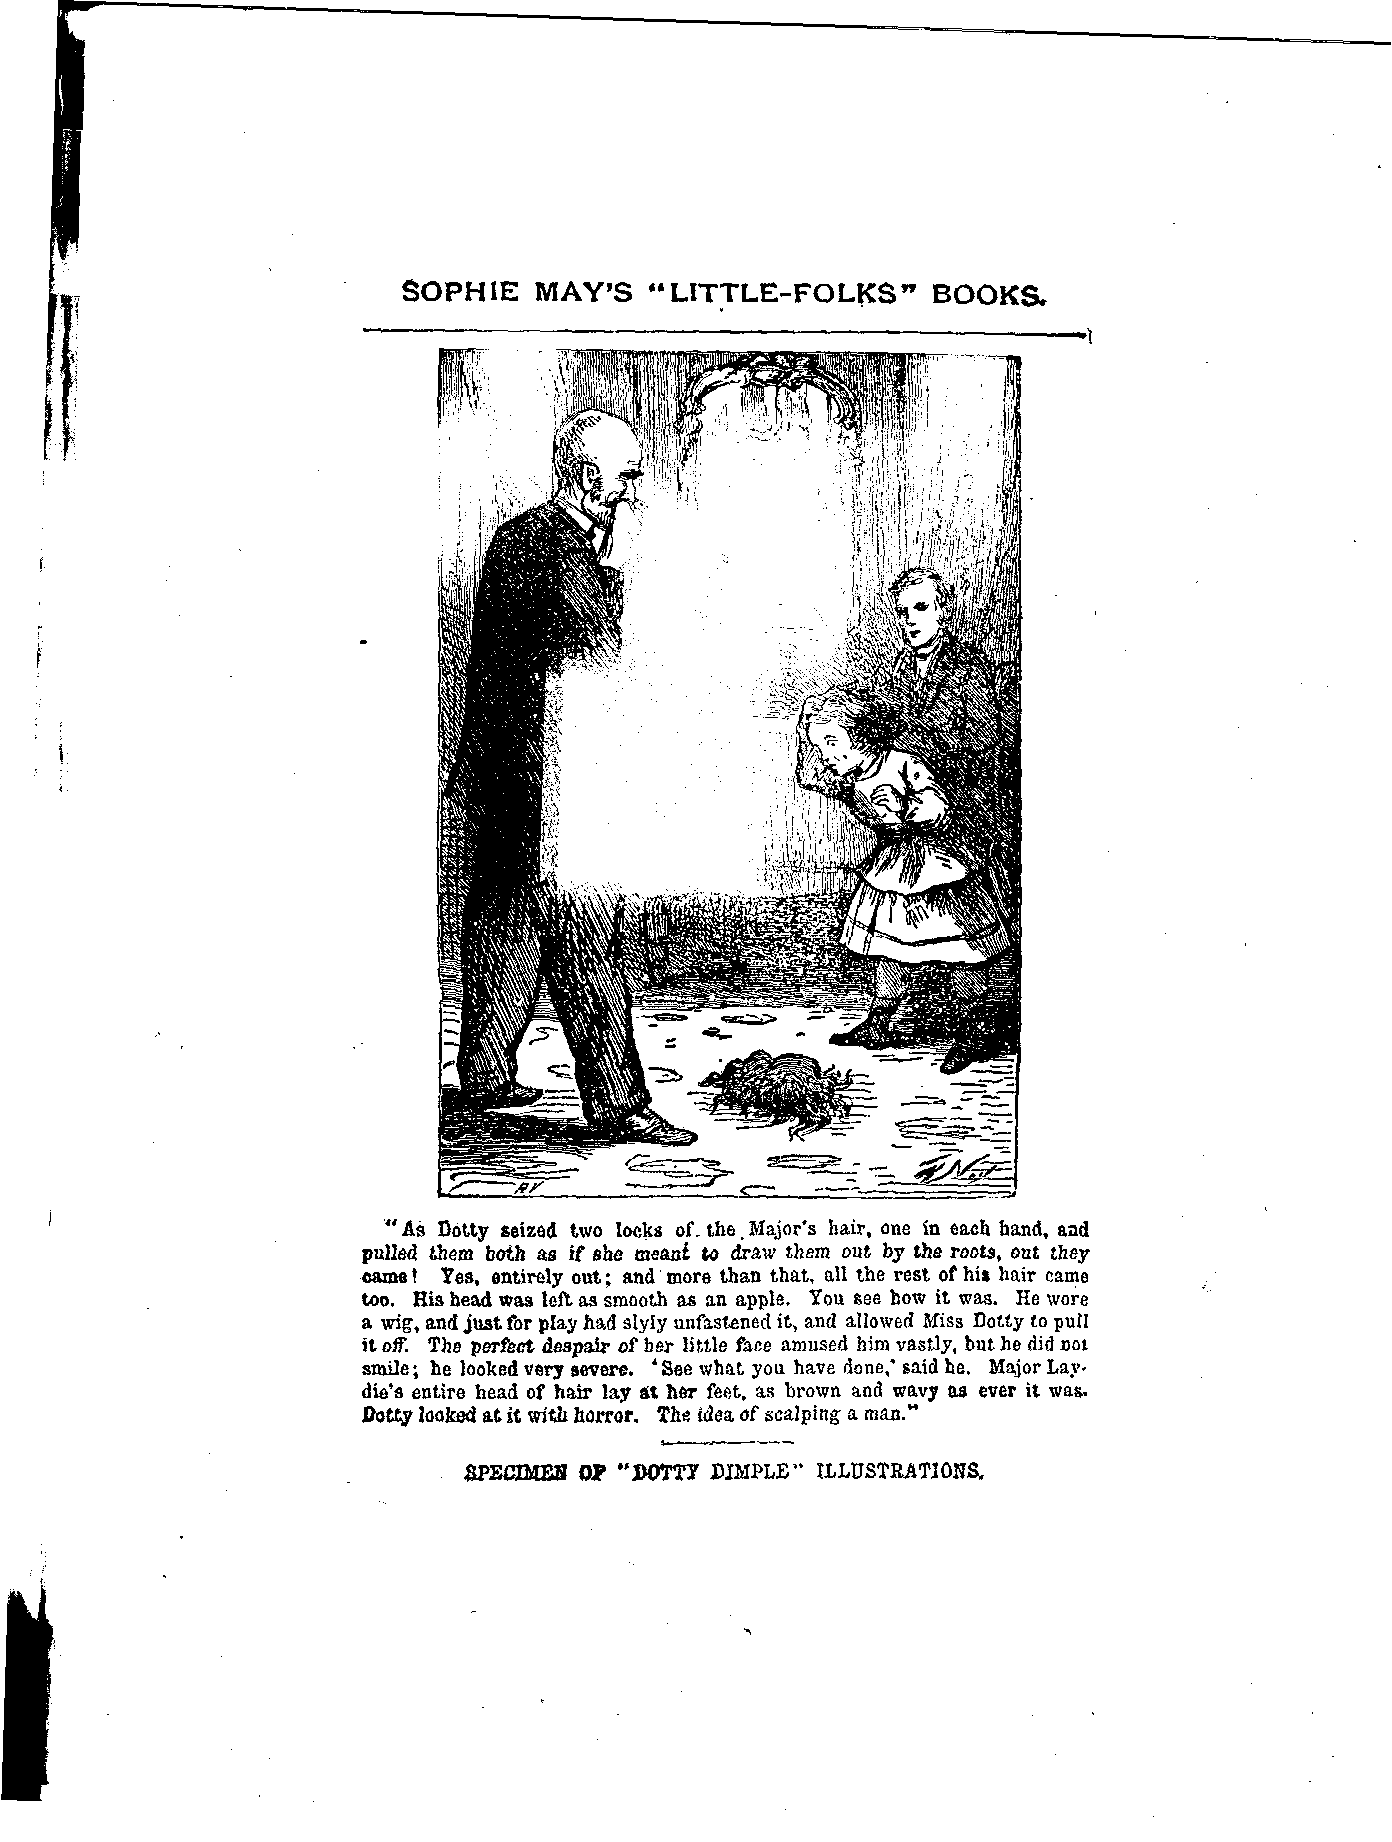 SOPHIE MAY'S "LITTLE-FOLKS" BOOKS.
RV
"As Dotty seized two locks of the Major's hair, one in each hand, and
pulled them both as if she meant to draw them out by the roots, out they
came! Yes, entirely out; and more than that, all the rest of his hair came
too. His head was left as smooth as an apple. You see how it was. He wore
a wig, and just for play had slyly unfastened it, and allowed Miss Dotty to pull
it off. The perfect despair of her little face amused him vastly, but he did not
smile; he looked very severe. 'See what you have done,' said he. Major Lay-
die's entire head of hair lay at her feet, as brown and wavy as ever it was.
Dotty looked at it with horror. The idea of scalping a man."
SPECIMEN OF "DOTTY DIMPLE" ILLUSTRATIONS.